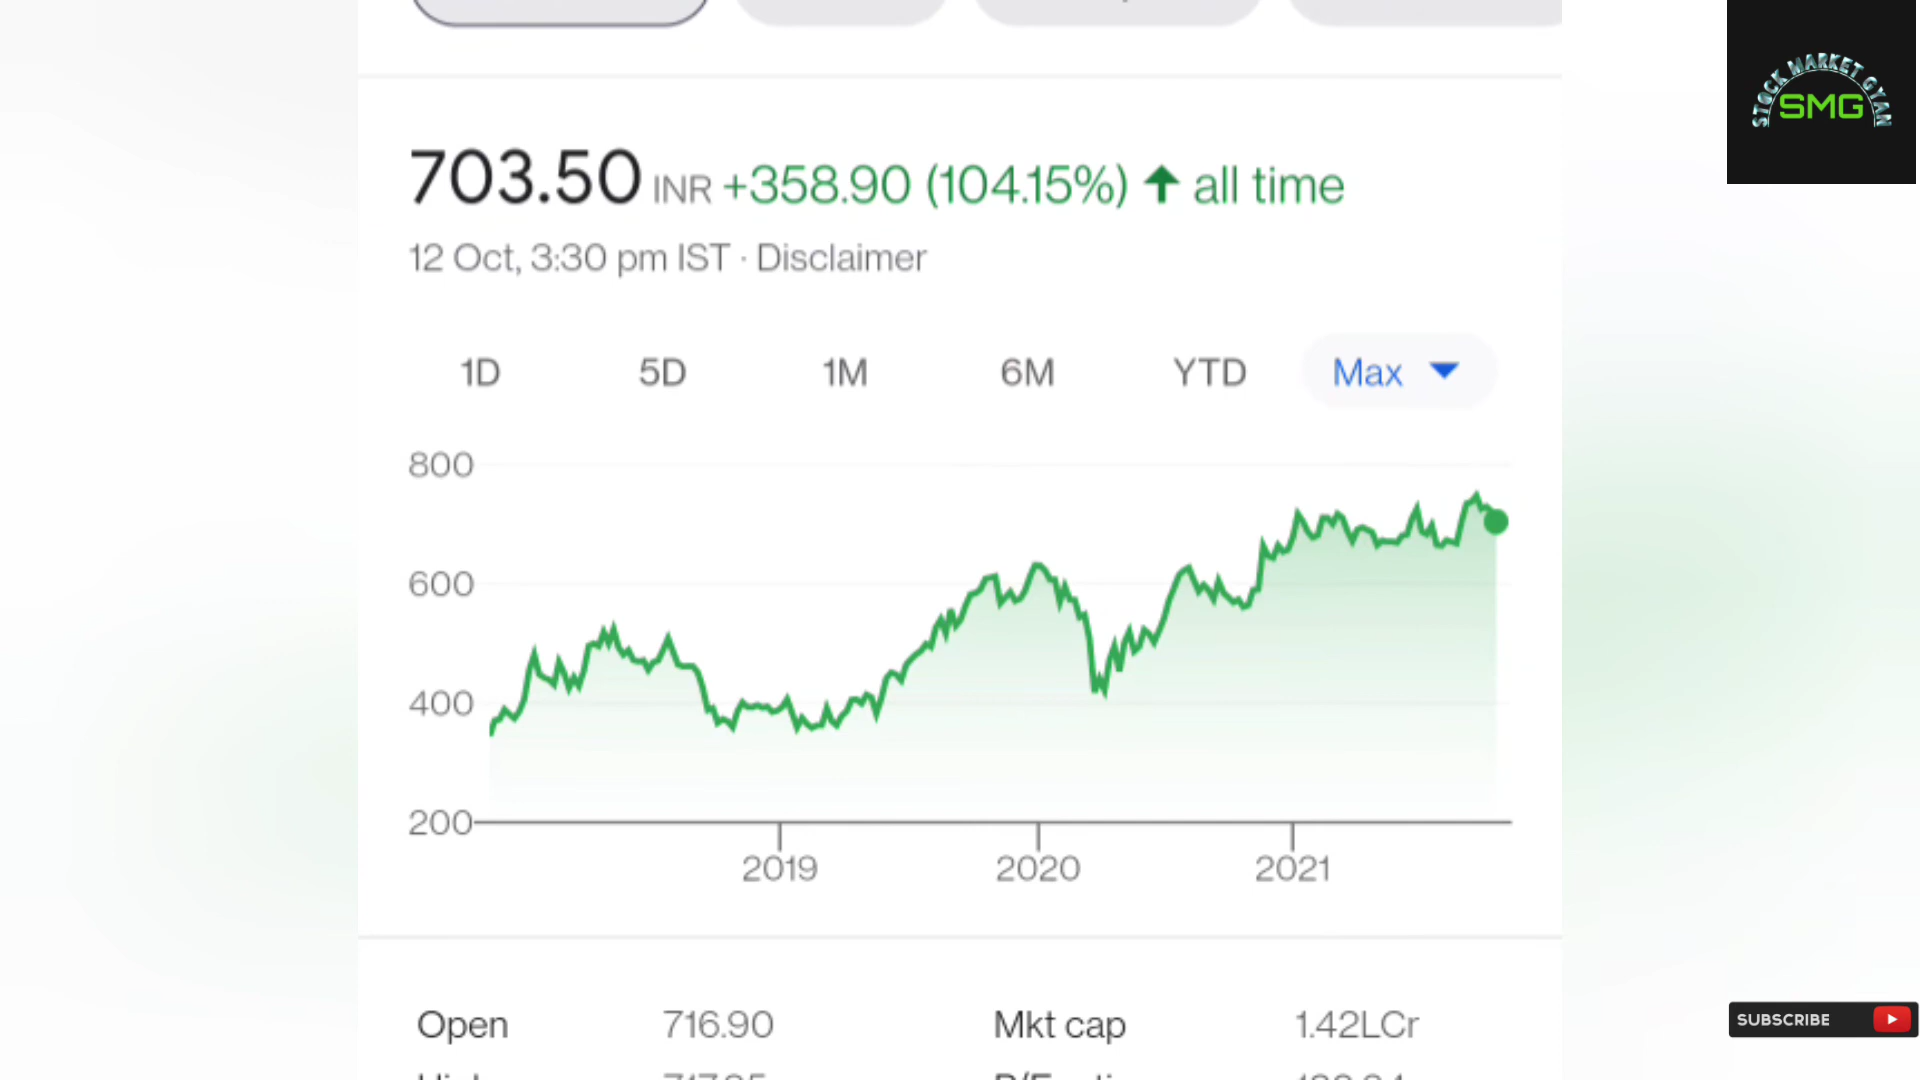 STOCK MARKET GYAN
SMG
703.50 INR +358.90 (104.15%) ↑ all time
12 Oct, 3:30 pm IST · Disclaimer
1D 5D 1M 6M YTD Max
800
600
400
200
2019 2020 2021
Open 716.90 Mkt cap 1.42LCr
SUBSCRIBE